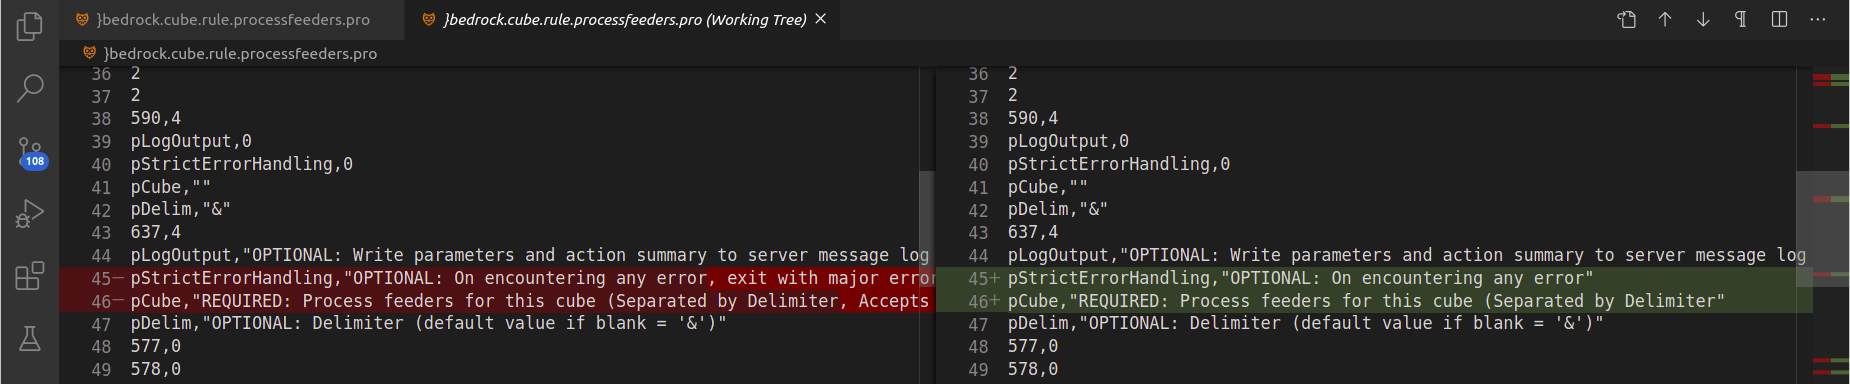 }bedrock.cube.rule.processfeeders.pro
}bedrock.cube.rule.processfeeders.pro (Working Tree)
}bedrock.cube.rule.processfeeders.pro
108
36 2
37 2
38 590,4
39 pLogOutput,0
40 pStrictErrorHandling,0
41 pCube,""
42 pDelim,"&"
43 637,4
44 pLogOutput,"OPTIONAL: Write parameters and action summary to server message log
45− pStrictErrorHandling,"OPTIONAL: On encountering any error, exit with major error
46− pCube,"REQUIRED: Process feeders for this cube (Separated by Delimiter, Accepts
47 pDelim,"OPTIONAL: Delimiter (default value if blank = '&')"
48 577,0
49 578,0
36 2
37 2
38 590,4
39 pLogOutput,0
40 pStrictErrorHandling,0
41 pCube,""
42 pDelim,"&"
43 637,4
44 pLogOutput,"OPTIONAL: Write parameters and action summary to server message log
45+ pStrictErrorHandling,"OPTIONAL: On encountering any error"
46+ pCube,"REQUIRED: Process feeders for this cube (Separated by Delimiter"
47 pDelim,"OPTIONAL: Delimiter (default value if blank = '&')"
48 577,0
49 578,0